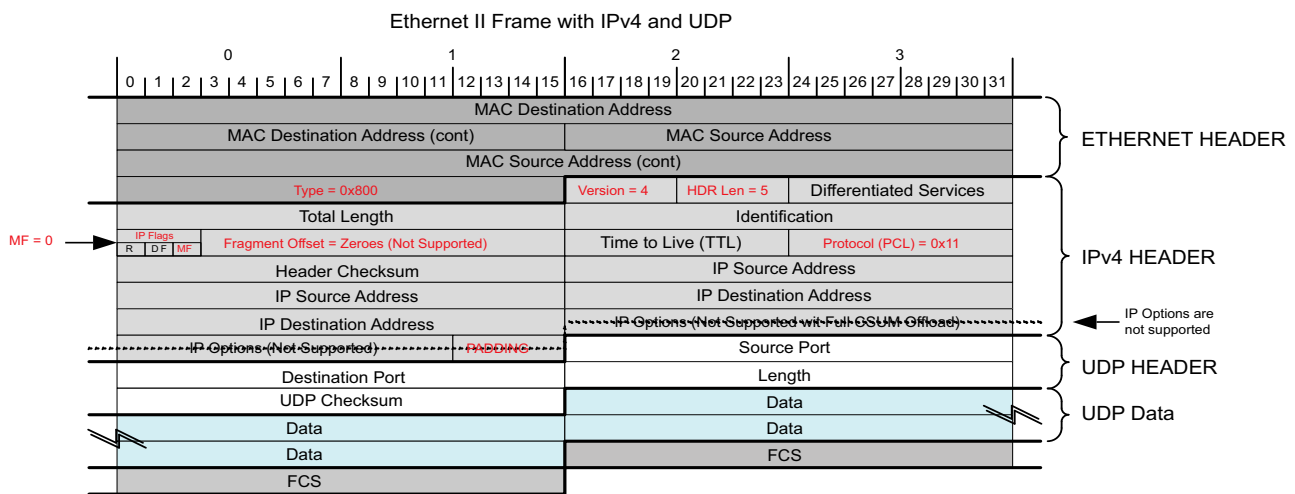 Ethernet II Frame with IPv4 and UDP
0 1 2 3
0 1 2 3 4 5 6 7 8 9 10 11 12 13 14 15 16 17 18 19 20 21 22 23 24 25 26 27 28 29 30 31
MAC Destination Address
MAC Destination Address (cont) MAC Source Address
ETHERNET HEADER
MAC Source Address (cont)
Type = 0x800 Version = 4 HDR Len = 5 Differentiated Services
Total Length Identification
MF = 0
IP Flags
R D F MF
Fragment Offset = Zeroes (Not Supported) Time to Live (TTL) Protocol (PCL) = 0x11
IPv4 HEADER
Header Checksum IP Source Address
IP Source Address IP Destination Address
IP Destination Address IP Options (Not Supported wit Full CSUM Offload)
IP Options are
not supported
IP Options (Not Supported) PADDING Source Port
UDP HEADER
Destination Port Length
UDP Checksum Data
UDP Data
Data Data
Data FCS
FCS